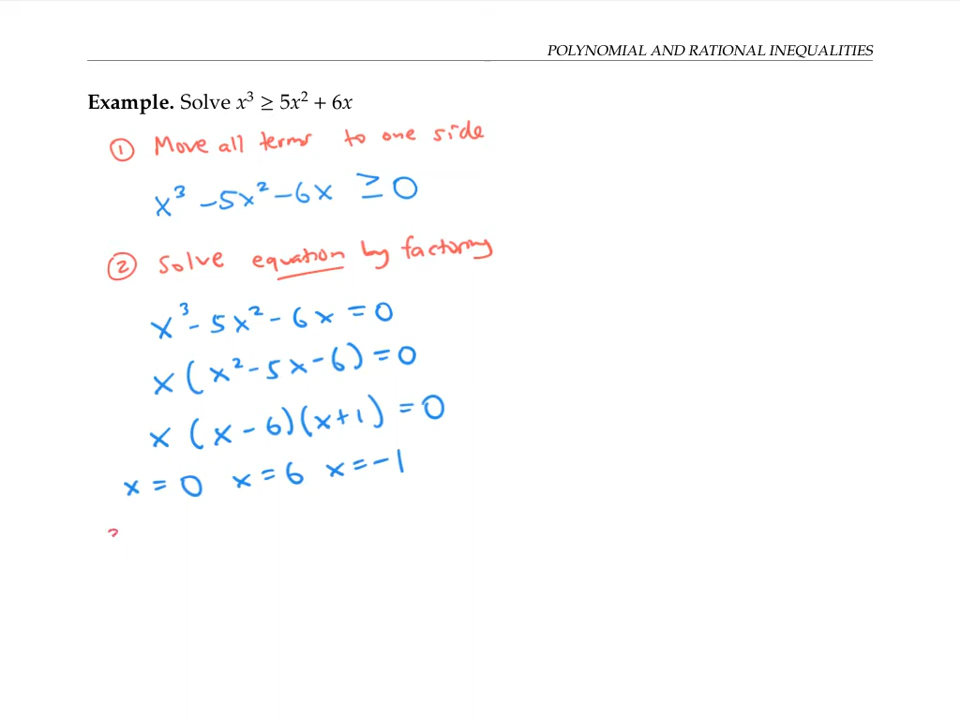 POLYNOMIAL AND RATIONAL INEQUALITIES
Example. Solve x³ ≥ 5x² + 6x
① Move all terms to one side
x³ -5x² -6x ≥ 0
② Solve equation by factoring
x³ - 5x² - 6x = 0
x (x² - 5x - 6) = 0
x (x - 6)(x+1) = 0
x = 0 x = 6 x = -1